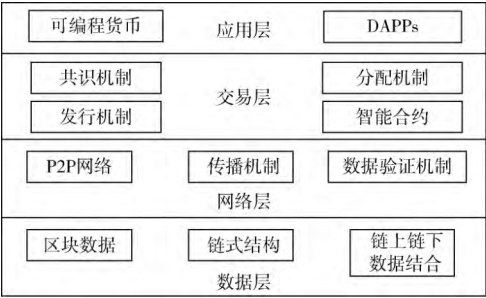 可编程货币 应用层 DAPPs
共识机制 分配机制
交易层
发行机制 智能合约
P2P网络 传播机制 数据验证机制
网络层
区块数据 链式结构 链上链下
数据结合
数据层